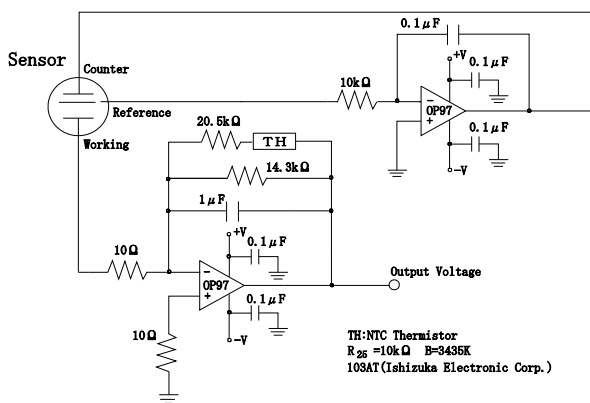 0.1μF
+V
0.1μF
Sensor
Counter
10kΩ
−
OP97
+
Reference
20.5kΩ
TH
0.1μF
Working
−V
14.3kΩ
1μF
+V
0.1μF
10Ω
−
OP97
+
Output Voltage
0.1μF
10Ω
−V
TH:NTC Thermistor
R25 =10kΩ B=3435K
103AT(Ishizuka Electronic Corp.)